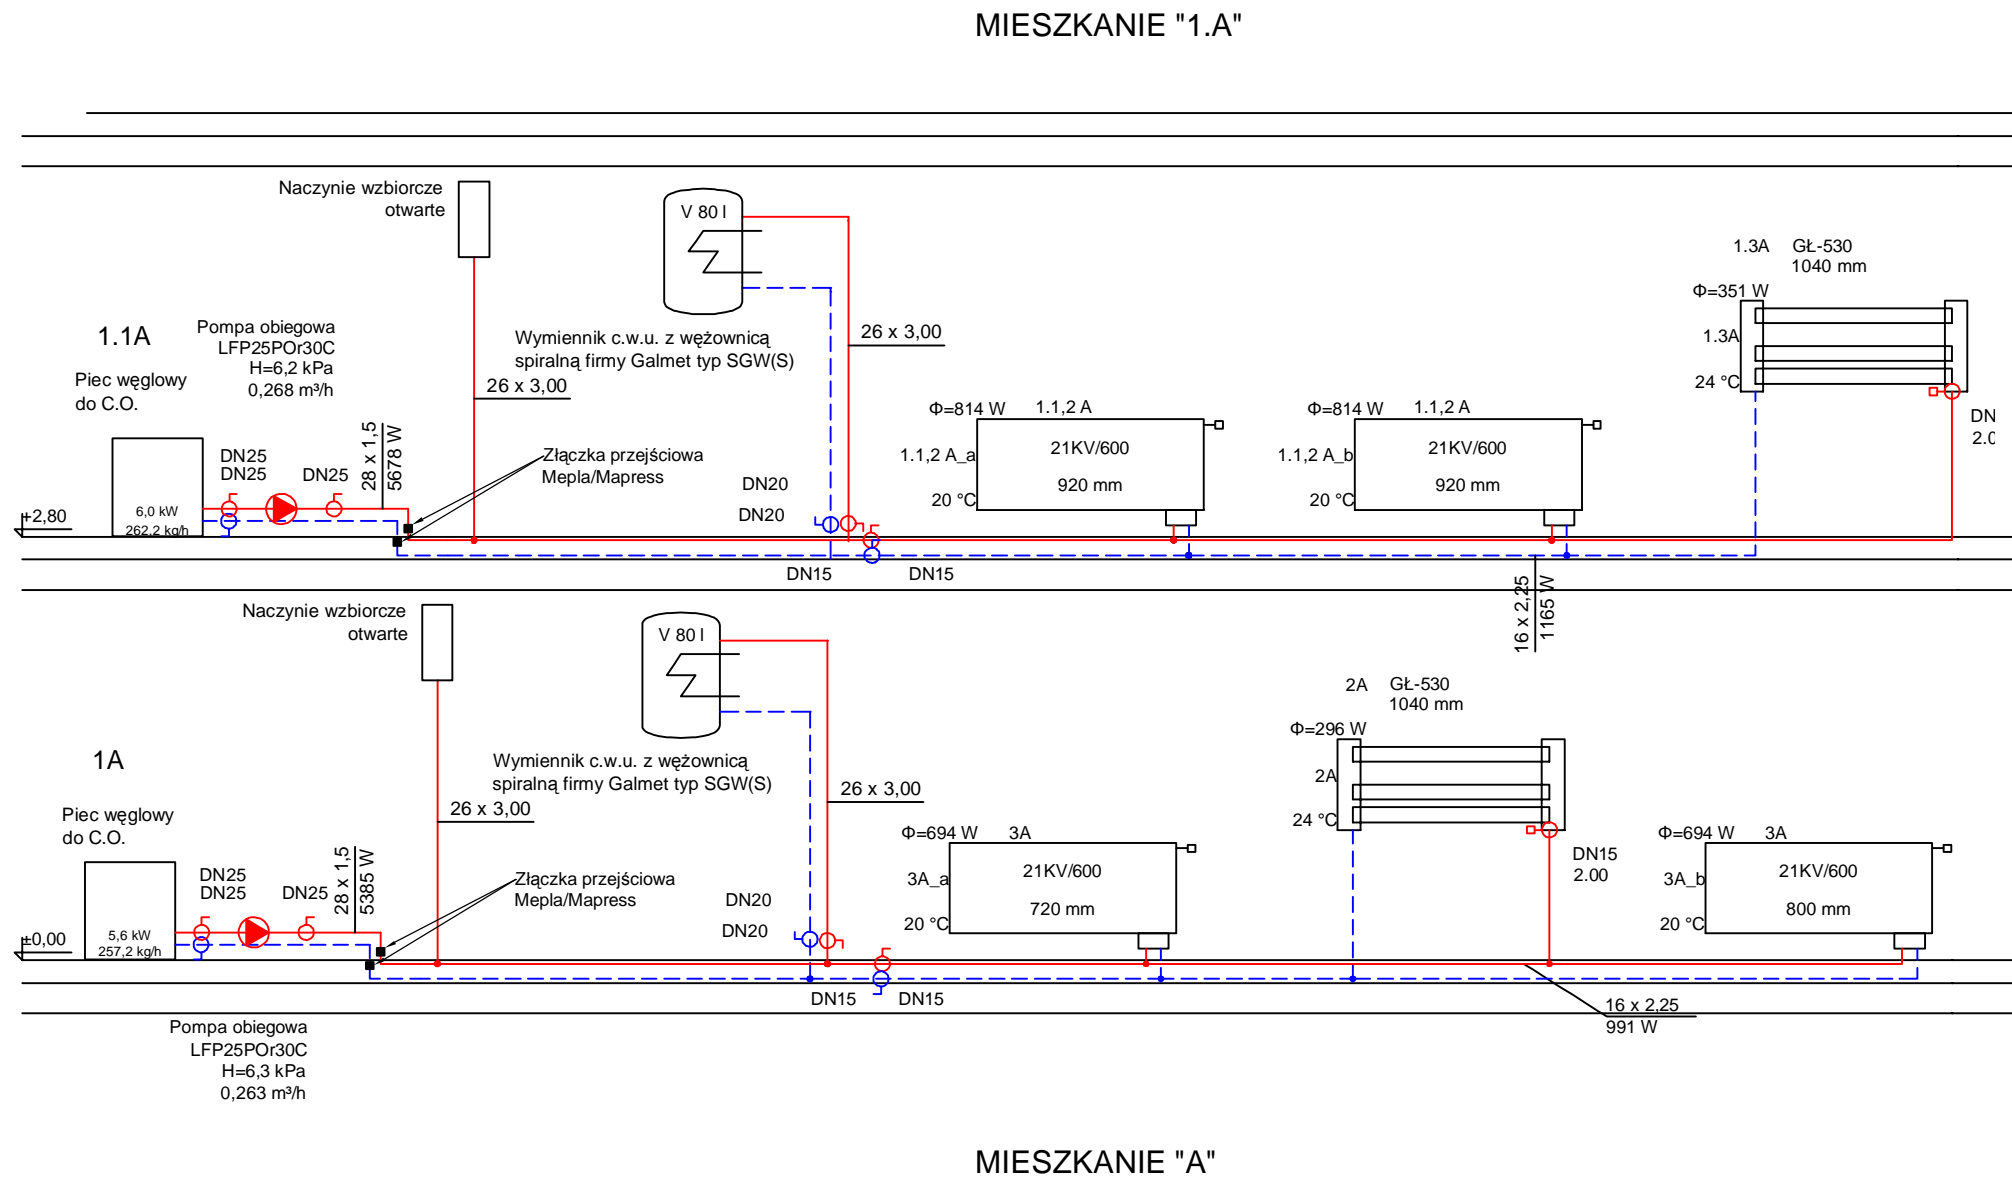 MIESZKANIE "1.A"
Naczynie wzbiorcze
otwarte
V 80 l
1.3A GŁ-530
1040 mm
Φ=351 W
1.3A
24 °C
DN
2.0
1.1A
Pompa obiegowa
LFP25POr30C
H=6,2 kPa
0,268 m³/h
Piec węglowy
do C.O.
Wymiennik c.w.u. z wężownicą
spiralną firmy Galmet typ SGW(S)
26 x 3,00
26 x 3,00
Φ=814 W 1.1,2 A
21KV/600
1.1,2 A_a
920 mm
20 °C
Φ=814 W 1.1,2 A
21KV/600
1.1,2 A_b
920 mm
20 °C
DN25
DN25
DN25
28 x 1,5
5678 W
Złączka przejściowa
Mepla/Mapress
DN20
DN20
6,0 kW
262,2 kg/h
+2,80
DN15
DN15
16 x 2,25
1165 W
Naczynie wzbiorcze
otwarte
V 80 l
2A GŁ-530
1040 mm
Φ=296 W
2A
24 °C
DN15
2.00
1A
Piec węglowy
do C.O.
Wymiennik c.w.u. z wężownicą
spiralną firmy Galmet typ SGW(S)
26 x 3,00
26 x 3,00
Φ=694 W 3A
21KV/600
3A_a
720 mm
20 °C
Φ=694 W 3A
21KV/600
3A_b
800 mm
20 °C
DN25
DN25
DN25
28 x 1,5
5385 W
Złączka przejściowa
Mepla/Mapress
DN20
DN20
5,6 kW
257,2 kg/h
±0,00
DN15
DN15
16 x 2,25
991 W
Pompa obiegowa
LFP25POr30C
H=6,3 kPa
0,263 m³/h
MIESZKANIE "A"